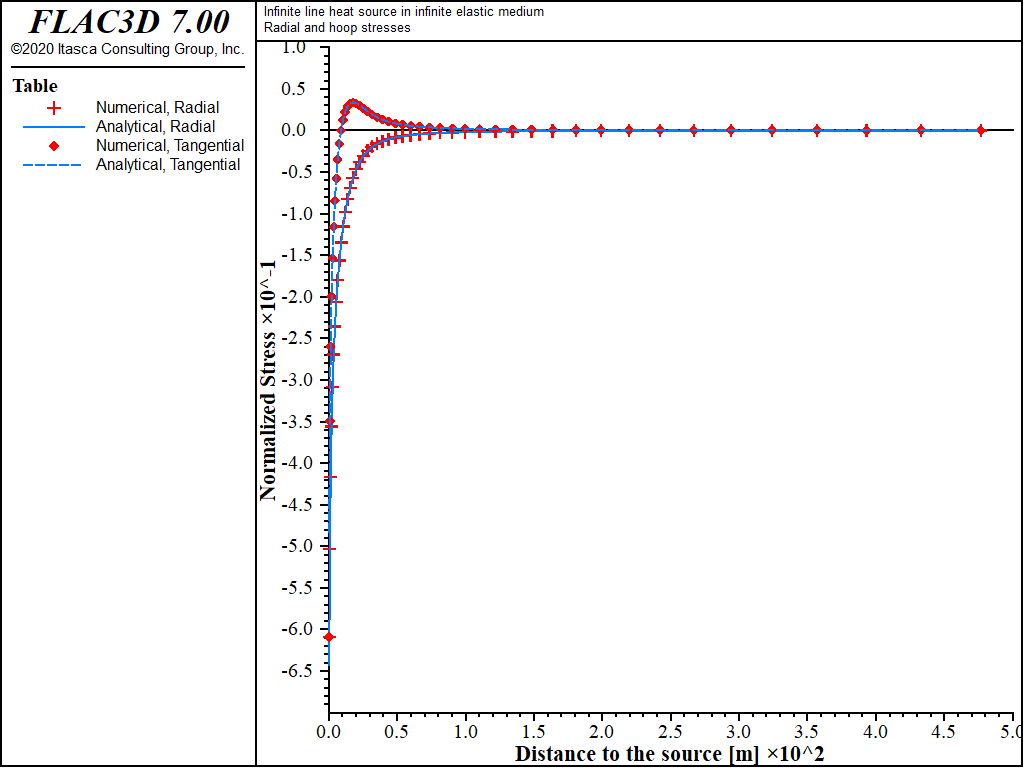 FLAC3D 7.00
©2020 Itasca Consulting Group, Inc.
Table
Numerical, Radial
Analytical, Radial
Numerical, Tangential
Analytical, Tangential
Infinite line heat source in infinite elastic medium
Radial and hoop stresses
1.0
0.5
0.0
-0.5
-1.0
-1.5
-2.0
-2.5
-3.0
-3.5
-4.0
-4.5
-5.0
-5.5
-6.0
-6.5
Normalized Stress ×10^-1
0.0 0.5 1.0 1.5 2.0 2.5 3.0 3.5 4.0 4.5 5.0
Distance to the source [m] ×10^2